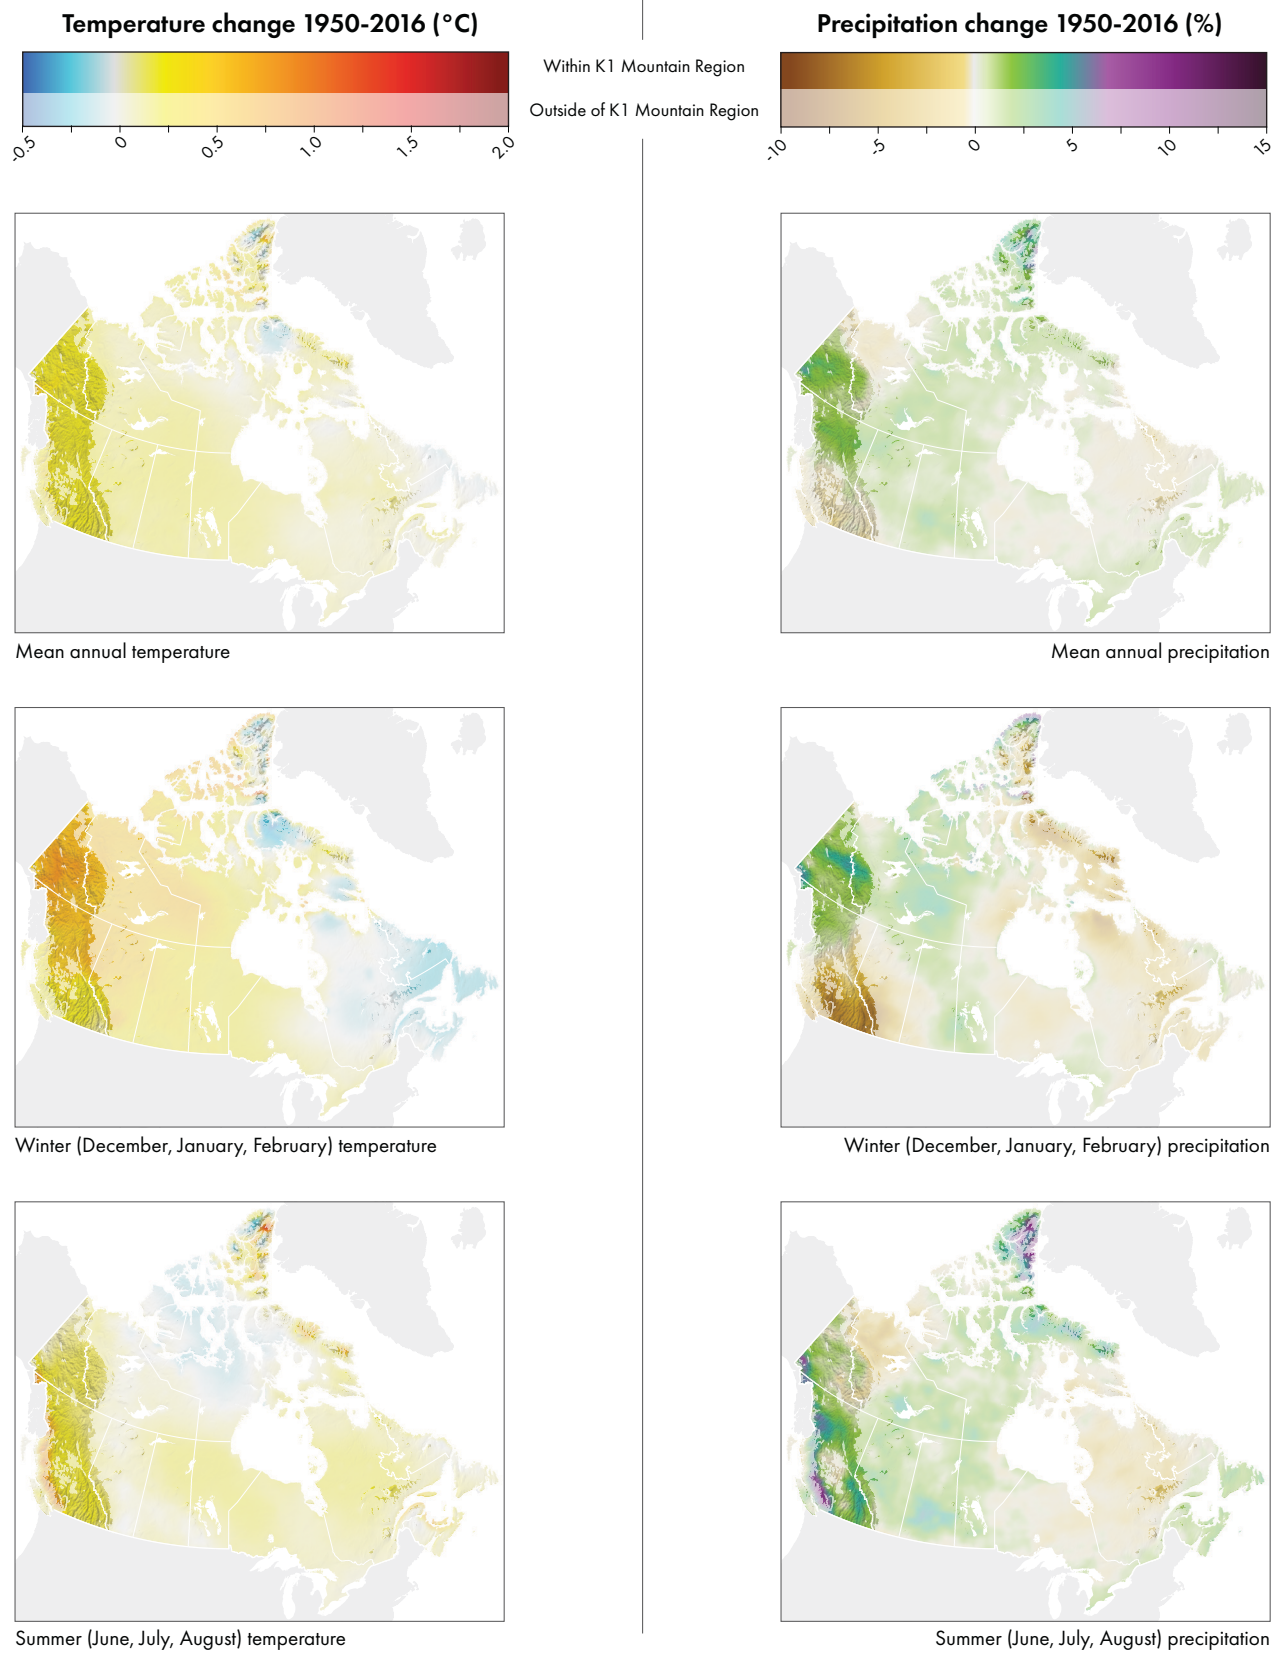 Temperature change 1950-2016 (°C)
Precipitation change 1950-2016 (%)
Within K1 Mountain Region
Outside of K1 Mountain Region
-0.5
0
0.5
1.0
1.5
2.0
-10
-5
0
5
10
15
Mean annual temperature
Mean annual precipitation
Winter (December, January, February) temperature
Winter (December, January, February) precipitation
Summer (June, July, August) temperature
Summer (June, July, August) precipitation